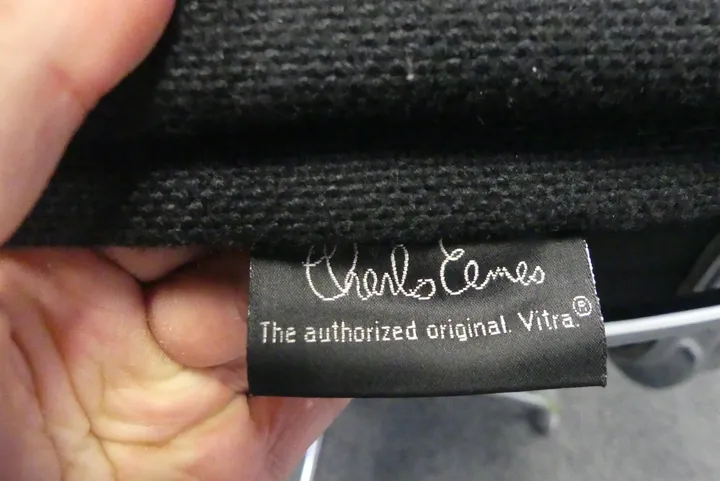 Charles Eames
The authorized original. Vitra.®